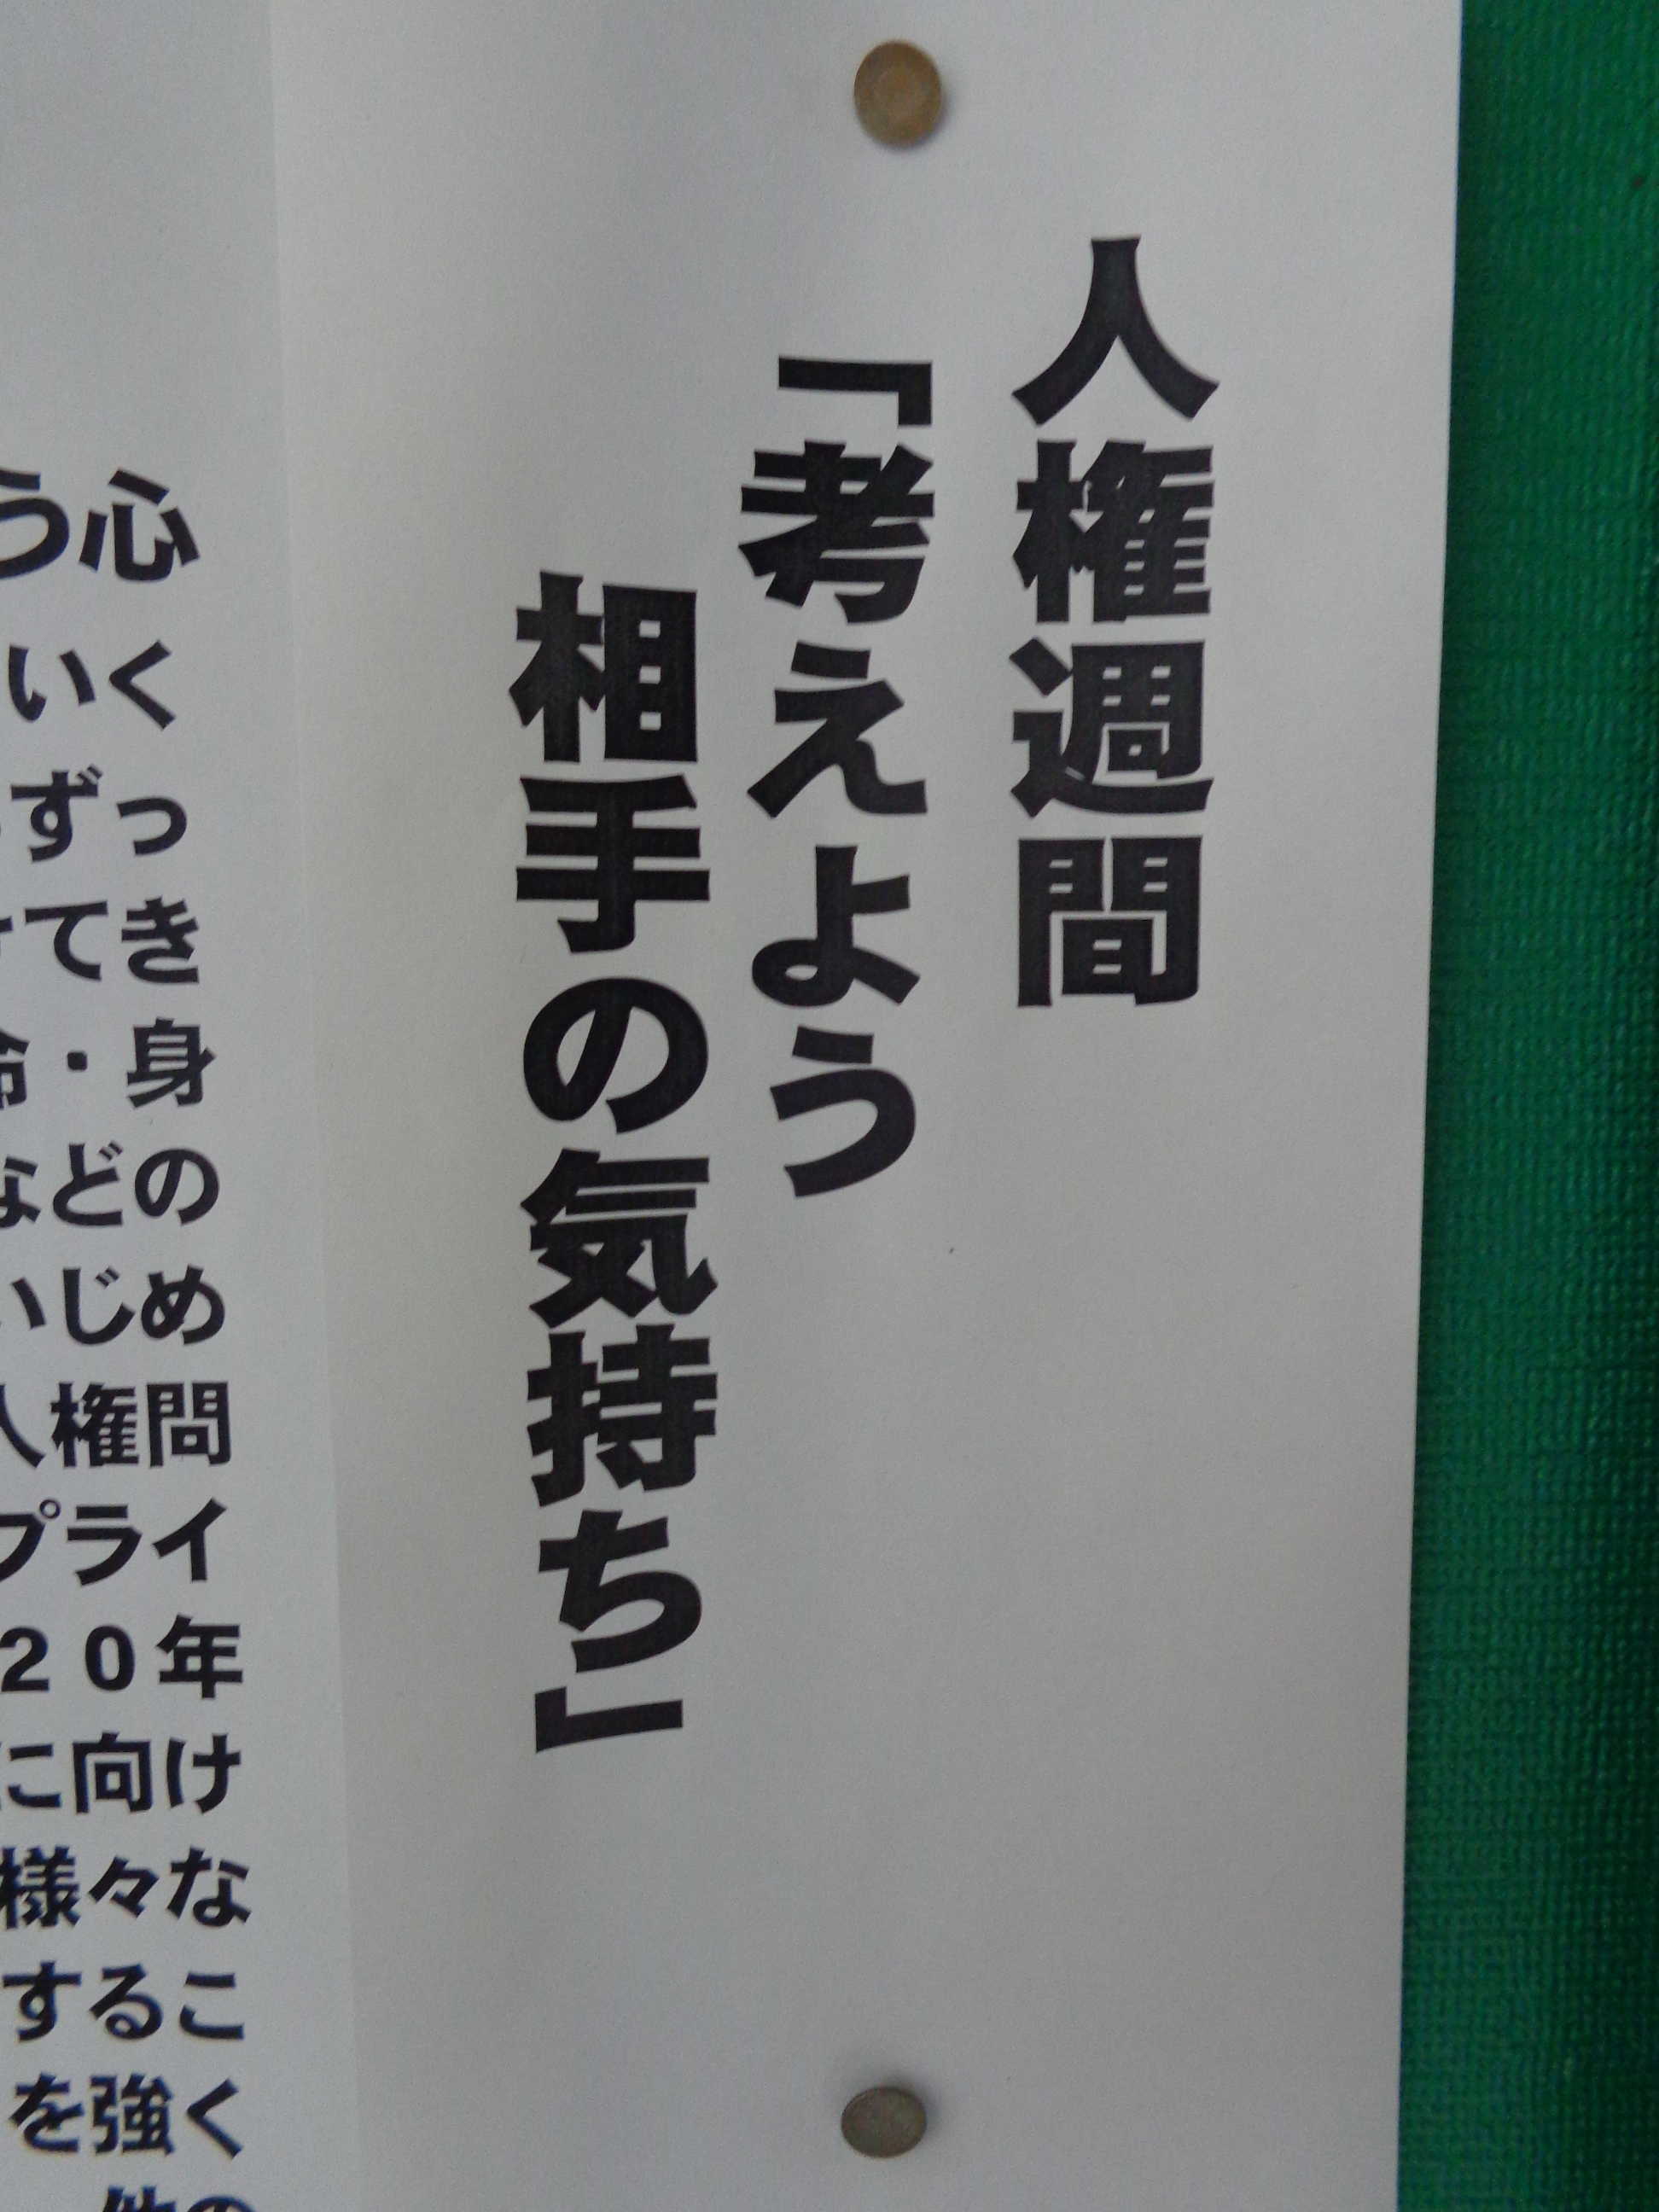 人権週間
「考えよう
相手の気持ち」
う心
いく
ずっ
てき
・身
などの
いじめ
人権問
プライ
２０年
に向け
様々な
するこ
を強く